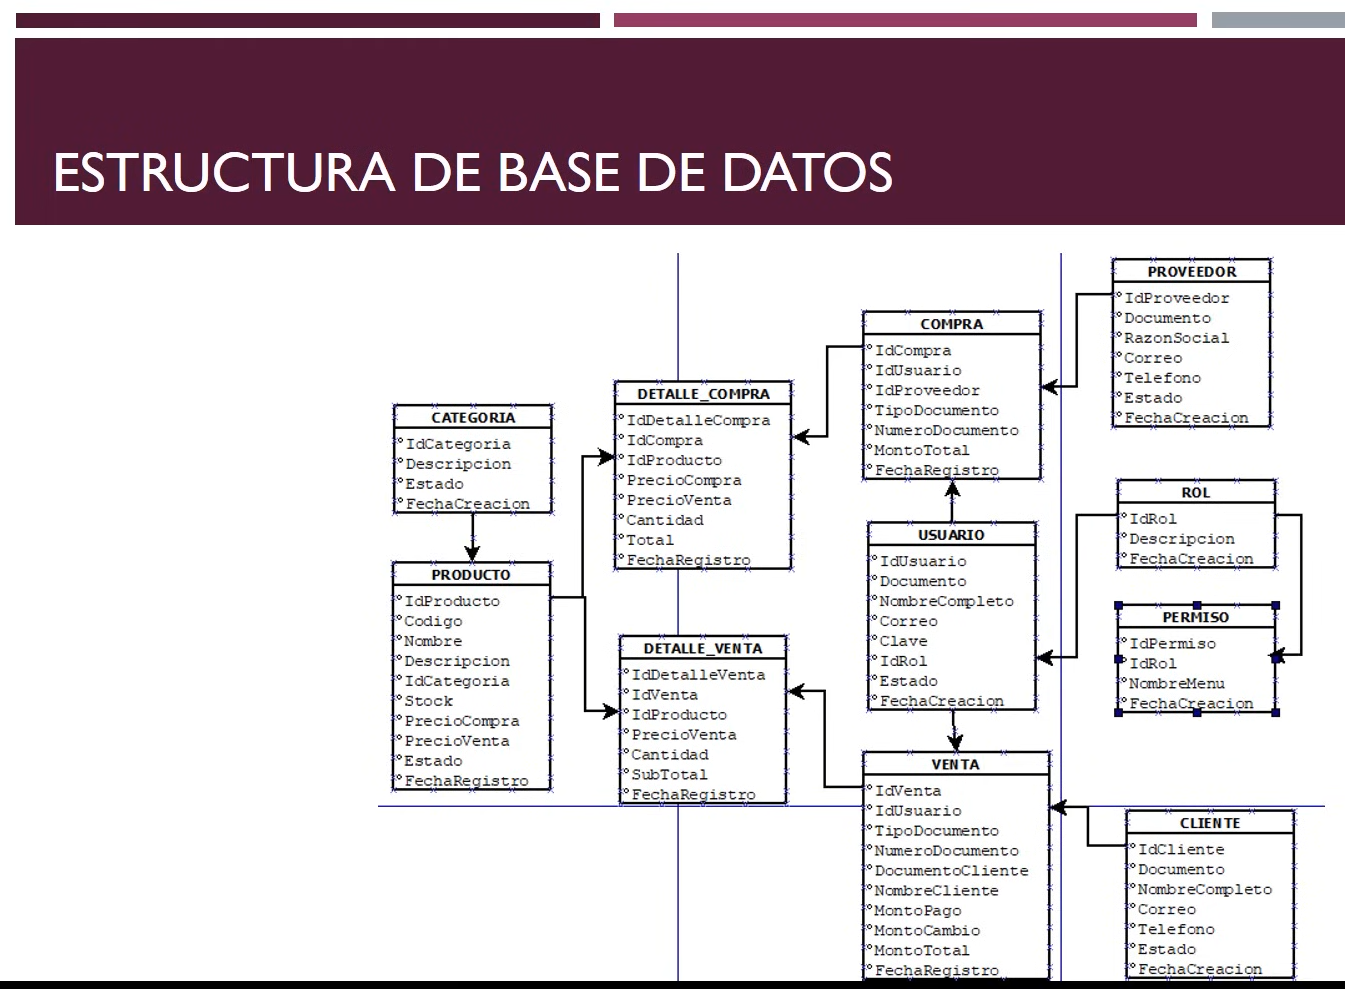 ESTRUCTURA DE BASE DE DATOS
CATEGORIA
IdCategoria
Descripcion
Estado
FechaCreacion
PRODUCTO
IdProducto
Codigo
Nombre
Descripcion
IdCategoria
Stock
PrecioCompra
PrecioVenta
Estado
FechaRegistro
DETALLE_COMPRA
IdDetalleCompra
IdCompra
IdProducto
PrecioCompra
PrecioVenta
Cantidad
Total
FechaRegistro
DETALLE_VENTA
IdDetalleVenta
IdVenta
IdProducto
PrecioVenta
Cantidad
SubTotal
FechaRegistro
COMPRA
IdCompra
IdUsuario
IdProveedor
TipoDocumento
NumeroDocumento
MontoTotal
FechaRegistro
USUARIO
IdUsuario
Documento
NombreCompleto
Correo
Clave
IdRol
Estado
FechaCreacion
VENTA
IdVenta
IdUsuario
TipoDocumento
NumeroDocumento
DocumentoCliente
NombreCliente
MontoPago
MontoCambio
MontoTotal
FechaRegistro
PROVEEDOR
IdProveedor
Documento
RazonSocial
Correo
Telefono
Estado
FechaCreacion
ROL
IdRol
Descripcion
FechaCreacion
PERMISO
IdPermiso
IdRol
NombreMenu
FechaCreacion
CLIENTE
IdCliente
Documento
NombreCompleto
Correo
Telefono
Estado
FechaCreacion